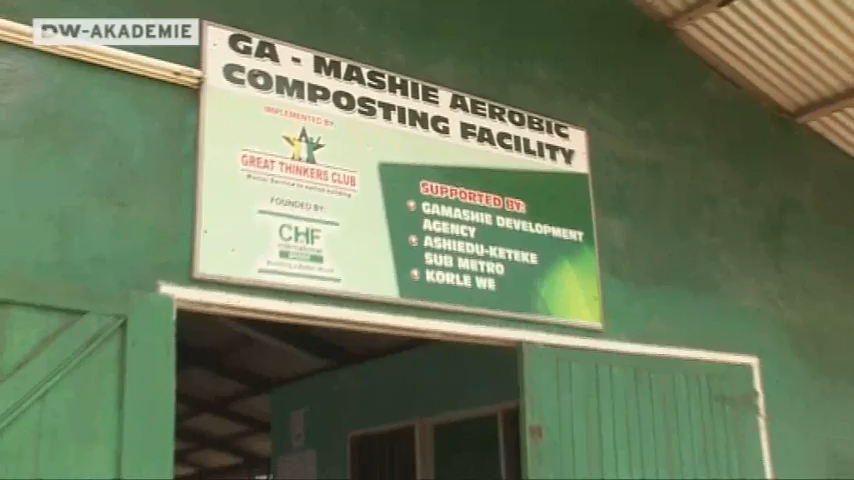 DW-AKADEMIE
GA - MASHIE AEROBIC
COMPOSTING FACILITY
IMPLEMENTED BY:
GREAT THINKERS CLUB
FOUNDED BY:
CHF
International
SUPPORTED BY:
GAMASHIE DEVELOPMENT
AGENCY
ASHIEDU-KETEKE
SUB METRO
KORLE WE